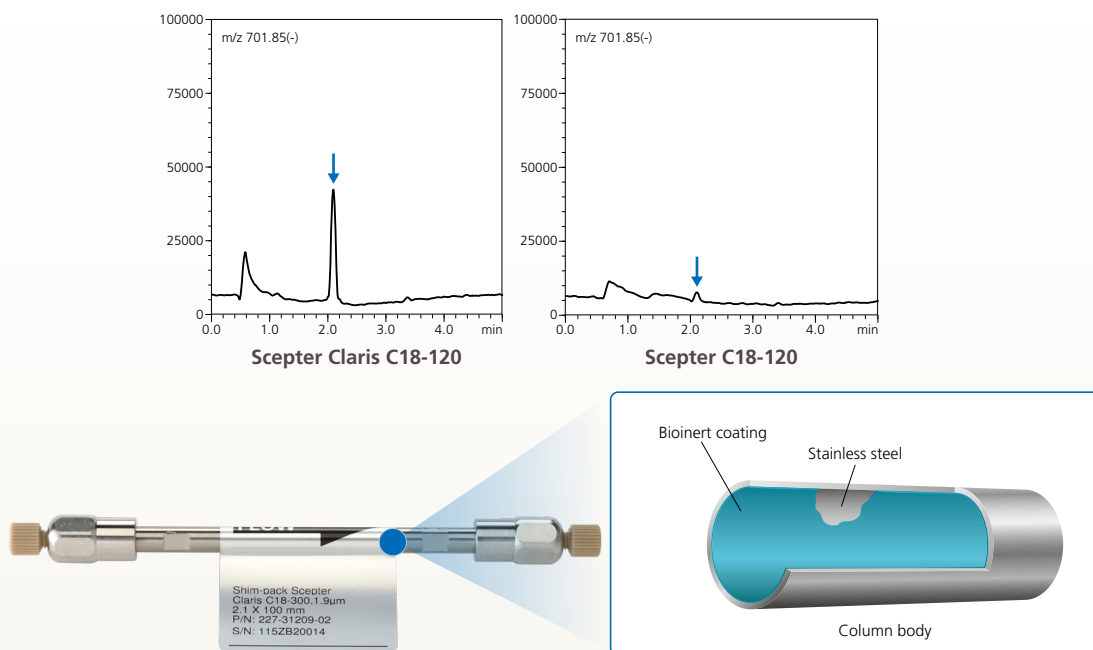 100000
m/z 701.85(-)
75000
50000
25000
0
0.0 1.0 2.0 3.0 4.0 min
Scepter Claris C18-120
100000
m/z 701.85(-)
75000
50000
25000
0
0.0 1.0 2.0 3.0 4.0 min
Scepter C18-120
Shim-pack Scepter
Claris C18-300,1.9μm
2.1 X 100 mm
P/N: 227-31209-02
S/N: 115ZB20014
Bioinert coating
Stainless steel
Column body